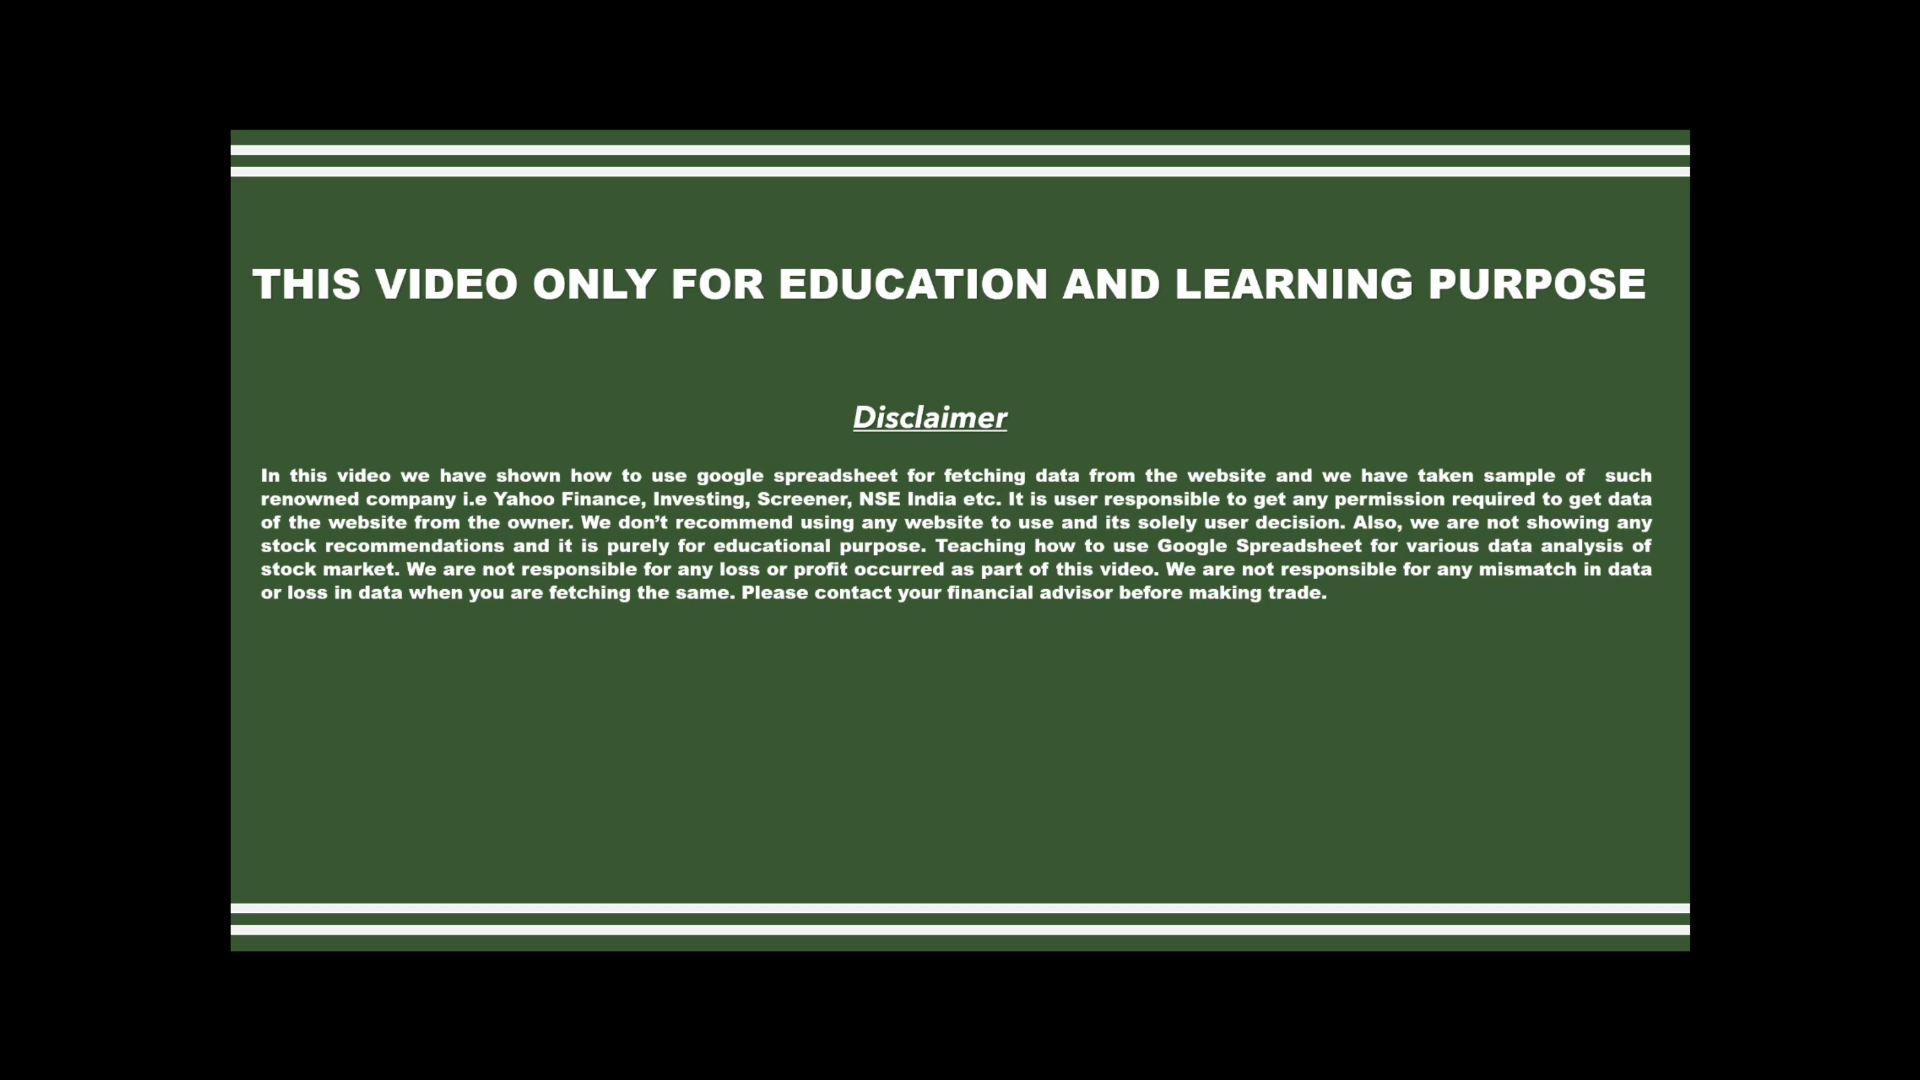 THIS VIDEO ONLY FOR EDUCATION AND LEARNING PURPOSE
Disclaimer
In this video we have shown how to use google spreadsheet for fetching data from the website and we have taken sample of such
renowned company i.e Yahoo Finance, Investing, Screener, NSE India etc. It is user responsible to get any permission required to get data
of the website from the owner. We don’t recommend using any website to use and its solely user decision. Also, we are not showing any
stock recommendations and it is purely for educational purpose. Teaching how to use Google Spreadsheet for various data analysis of
stock market. We are not responsible for any loss or profit occurred as part of this video. We are not responsible for any mismatch in data
or loss in data when you are fetching the same. Please contact your financial advisor before making trade.